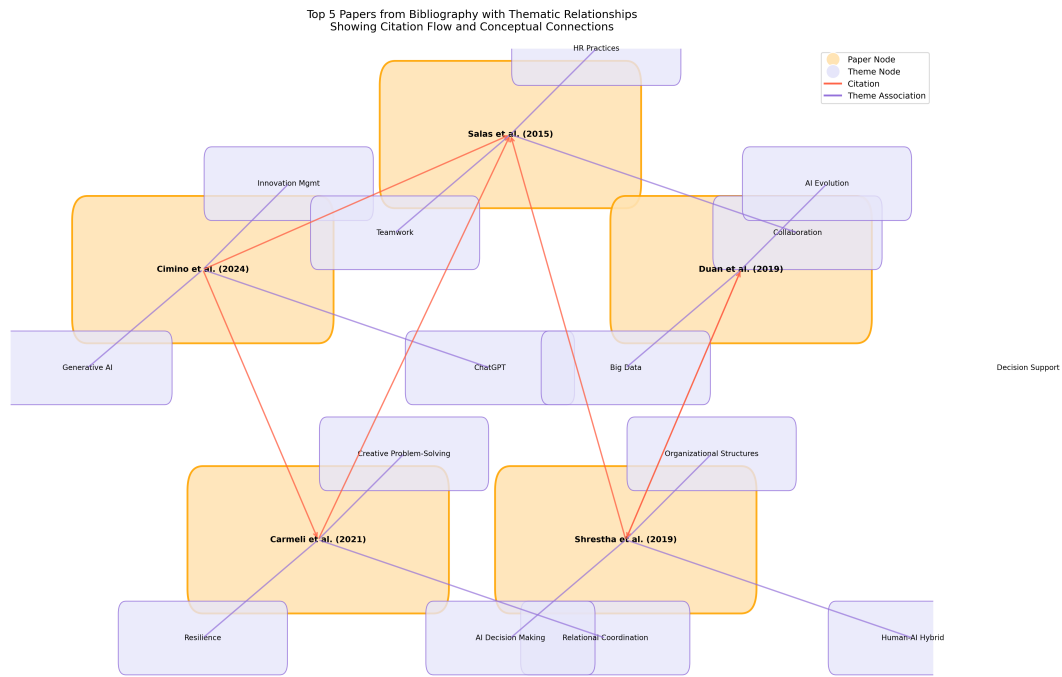 Top 5 Papers from Bibliography with Thematic Relationships
Showing Citation Flow and Conceptual Connections
HR Practices
Paper Node
Theme Node
Citation
Theme Association
Salas et al. (2015)
Innovation Mgmt
AI Evolution
Teamwork
Collaboration
Cimino et al. (2024)
Duan et al. (2019)
Generative AI
ChatGPT
Big Data
Decision Support
Creative Problem-Solving
Organizational Structures
Carmeli et al. (2021)
Shrestha et al. (2019)
Resilience
AI Decision Making
Relational Coordination
Human-AI Hybrid